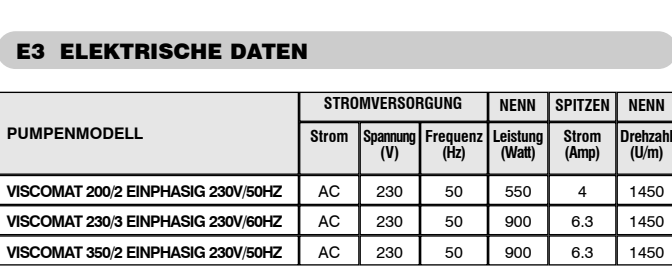 E3 ELEKTRISCHE DATEN
STROMVERSORGUNG NENN SPITZEN NENN
PUMPENMODELL Strom Spannung (V) Frequenz (Hz) Leistung (Watt) Strom (Amp) Drehzahl (U/m)
VISCOMAT 200/2 EINPHASIG 230V/50HZ AC 230 50 550 4 1450
VISCOMAT 230/3 EINPHASIG 230V/60HZ AC 230 50 900 6.3 1450
VISCOMAT 350/2 EINPHASIG 230V/50HZ AC 230 50 900 6.3 1450